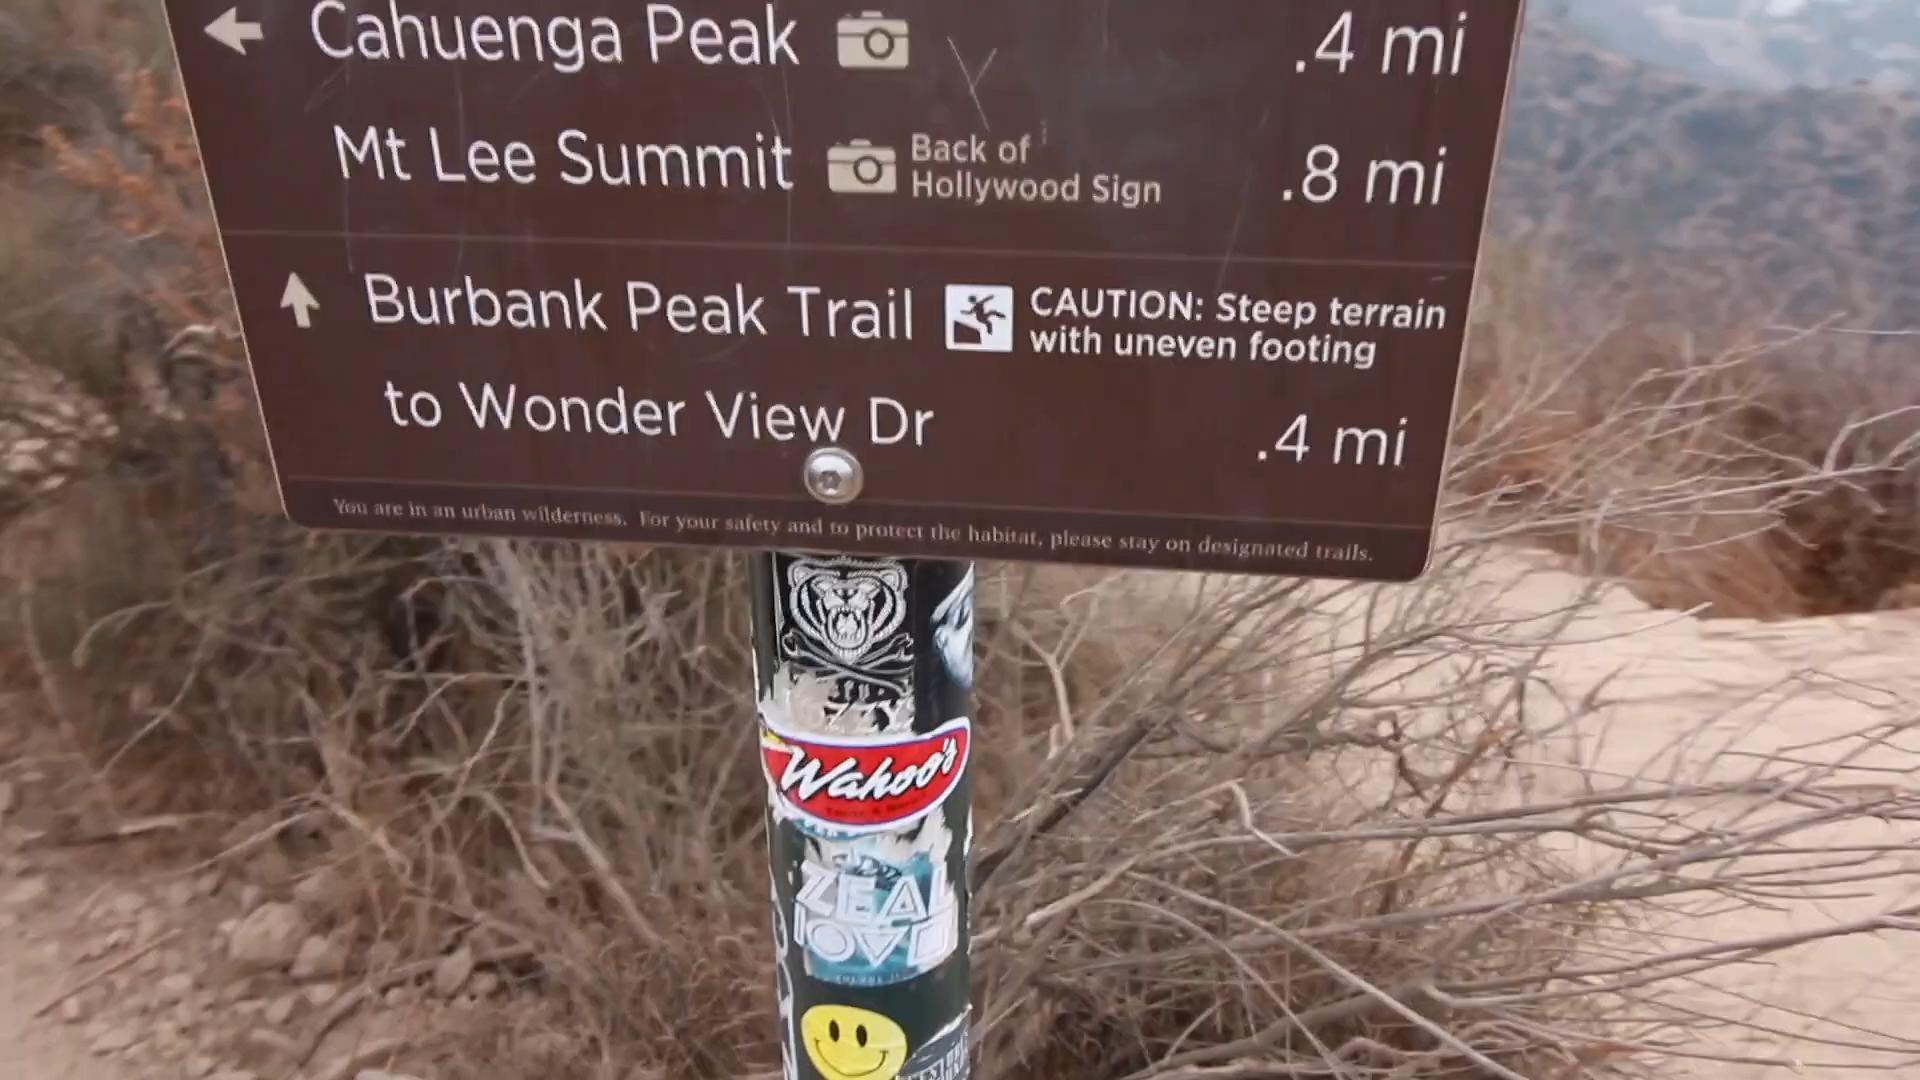 Cahuenga Peak .4 mi
Mt Lee Summit Back of Hollywood Sign .8 mi
Burbank Peak Trail CAUTION: Steep terrain with uneven footing
to Wonder View Dr .4 mi
You are in an urban wilderness. For your safety and to protect the habitat, please stay on designated trails.
Wahoo's
ZEAL
LOVE